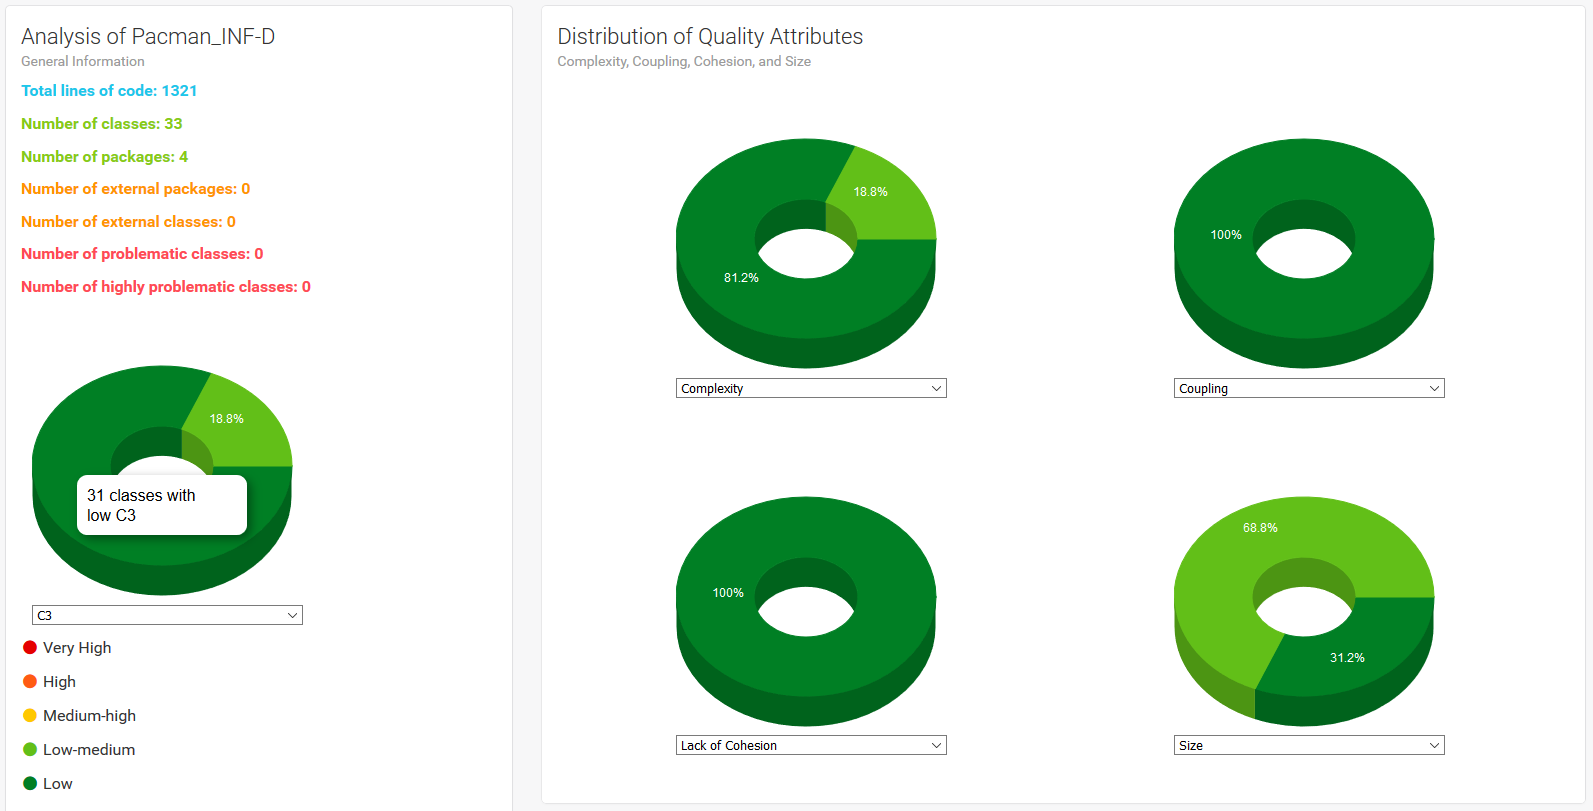 Analysis of Pacman_INF-D
General Information
Total lines of code: 1321
Number of classes: 33
Number of packages: 4
Number of external packages: 0
Number of external classes: 0
Number of problematic classes: 0
Number of highly problematic classes: 0
18.8%
31 classes with
low C3
C3
Very High
High
Medium-high
Low-medium
Low
Distribution of Quality Attributes
Complexity, Coupling, Cohesion, and Size
18.8%
81.2%
Complexity
100%
Coupling
100%
Lack of Cohesion
68.8%
31.2%
Size